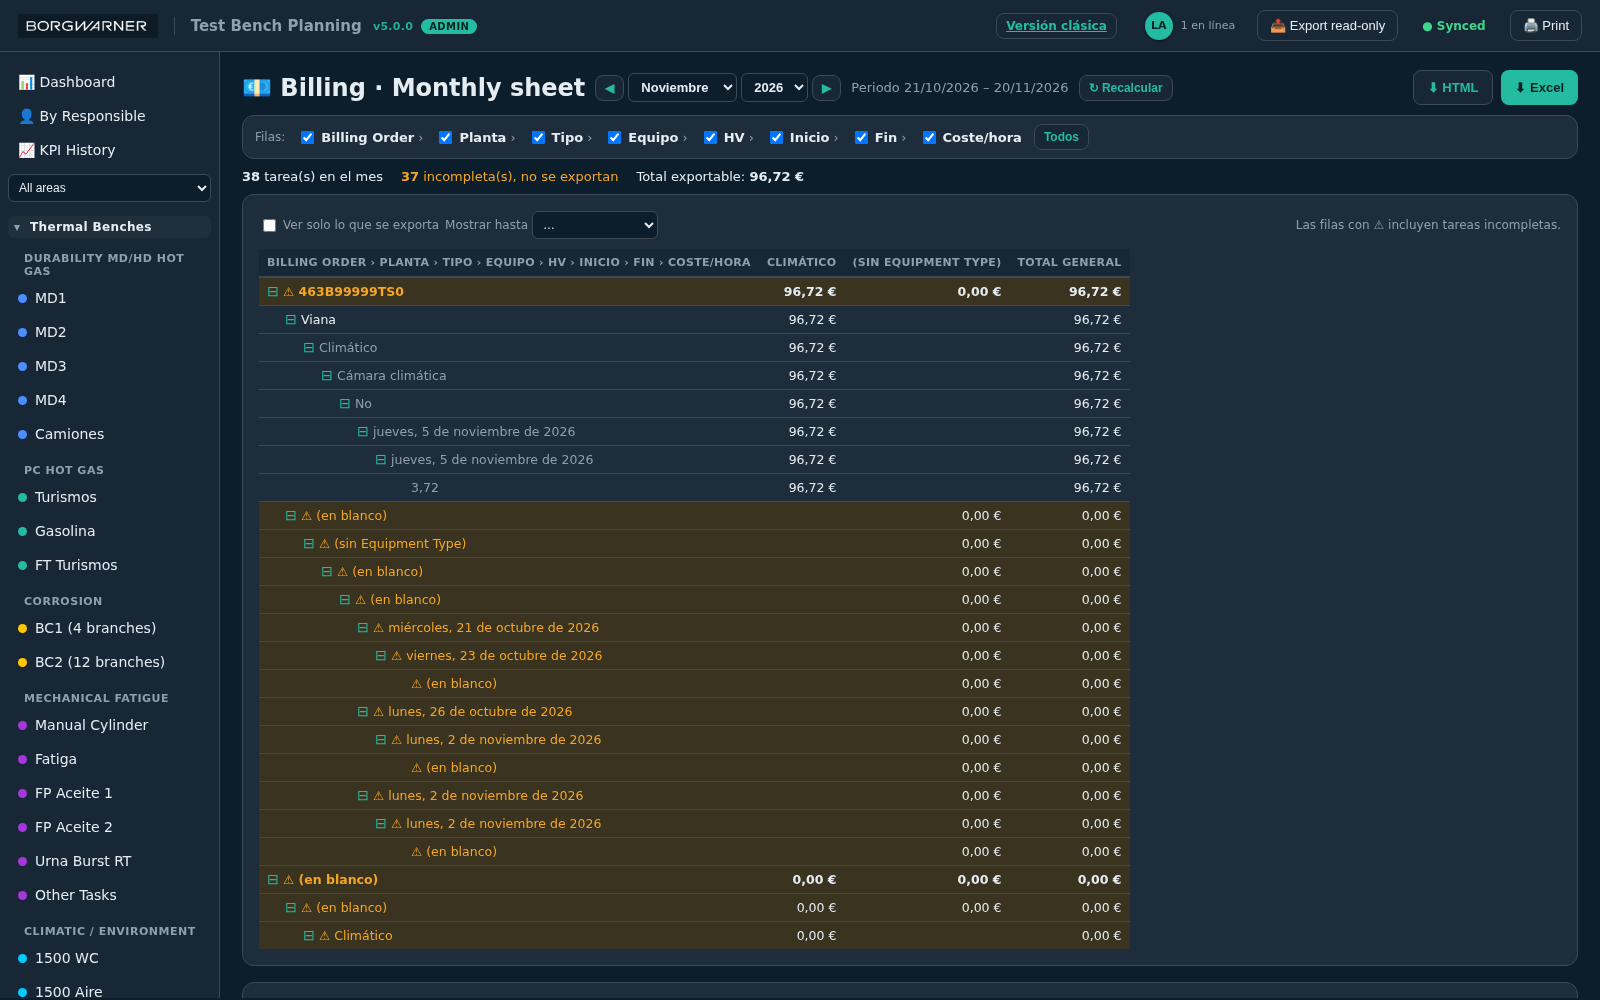 BORGWARNER Test Bench Planning v5.0.0 ADMIN Versión clásica LA 1 en línea 📤 Export read-only ● Synced 🖨️ Print
📊 Dashboard
👤 By Responsible
📈 KPI History
All areas
▾ Thermal Benches
DURABILITY MD/HD HOT
GAS
MD1
MD2
MD3
MD4
Camiones
PC HOT GAS
Turismos
Gasolina
FT Turismos
CORROSION
BC1 (4 branches)
BC2 (12 branches)
MECHANICAL FATIGUE
Manual Cylinder
Fatiga
FP Aceite 1
FP Aceite 2
Urna Burst RT
Other Tasks
CLIMATIC / ENVIRONMENT
1500 WC
1500 Aire
💶 Billing · Monthly sheet ◀ Noviembre 2026 ▶ Periodo 21/10/2026 – 20/11/2026 ↻ Recalcular ⬇ HTML ⬇ Excel
Filas: Billing Order › Planta › Tipo › Equipo › HV › Inicio › Fin › Coste/hora Todos
38 tarea(s) en el mes 37 incompleta(s), no se exportan Total exportable: 96,72 €
Ver solo lo que se exporta Mostrar hasta ... Las filas con ⚠ incluyen tareas incompletas.
BILLING ORDER › PLANTA › TIPO › EQUIPO › HV › INICIO › FIN › COSTE/HORA CLIMÁTICO (SIN EQUIPMENT TYPE) TOTAL GENERAL
⊟ ⚠ 463B99999TS0 96,72 € 0,00 € 96,72 €
⊟ Viana 96,72 € 96,72 €
⊟ Climático 96,72 € 96,72 €
⊟ Cámara climática 96,72 € 96,72 €
⊟ No 96,72 € 96,72 €
⊟ jueves, 5 de noviembre de 2026 96,72 € 96,72 €
⊟ jueves, 5 de noviembre de 2026 96,72 € 96,72 €
3,72 96,72 € 96,72 €
⊟ ⚠ (en blanco) 0,00 € 0,00 €
⊟ ⚠ (sin Equipment Type) 0,00 € 0,00 €
⊟ ⚠ (en blanco) 0,00 € 0,00 €
⊟ ⚠ (en blanco) 0,00 € 0,00 €
⊟ ⚠ miércoles, 21 de octubre de 2026 0,00 € 0,00 €
⊟ ⚠ viernes, 23 de octubre de 2026 0,00 € 0,00 €
⚠ (en blanco) 0,00 € 0,00 €
⊟ ⚠ lunes, 26 de octubre de 2026 0,00 € 0,00 €
⊟ ⚠ lunes, 2 de noviembre de 2026 0,00 € 0,00 €
⚠ (en blanco) 0,00 € 0,00 €
⊟ ⚠ lunes, 2 de noviembre de 2026 0,00 € 0,00 €
⊟ ⚠ lunes, 2 de noviembre de 2026 0,00 € 0,00 €
⚠ (en blanco) 0,00 € 0,00 €
⊟ ⚠ (en blanco) 0,00 € 0,00 € 0,00 €
⊟ ⚠ (en blanco) 0,00 € 0,00 € 0,00 €
⊟ ⚠ Climático 0,00 € 0,00 €